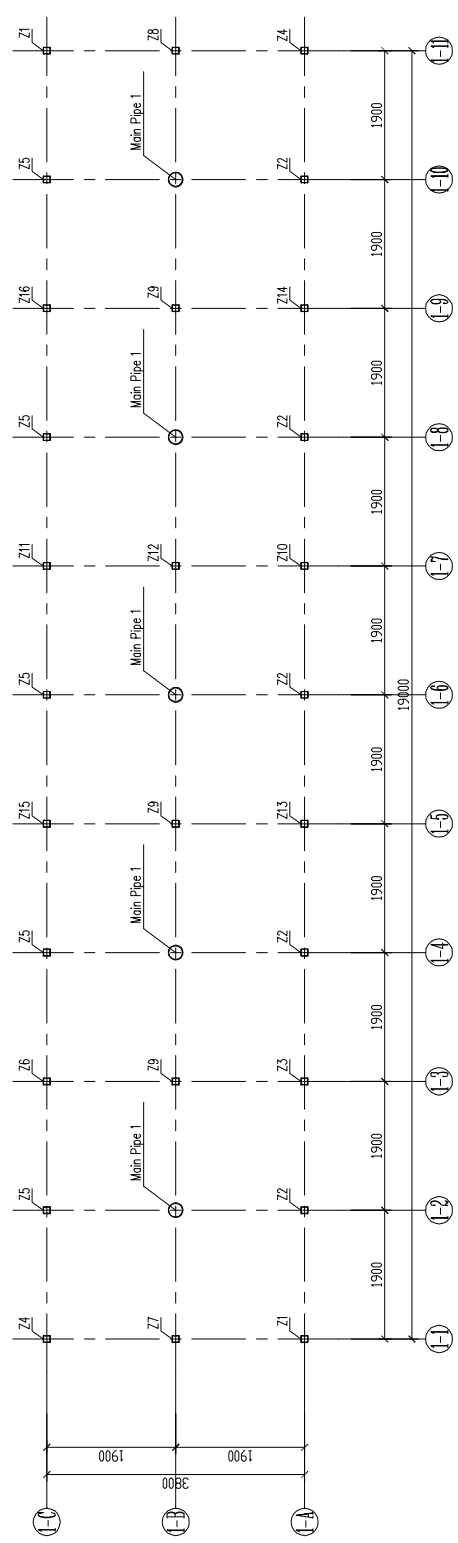 Z4
Z5
Z6
Z5
Z15
Z5
Z11
Z5
Z16
Z5
Z1
1-C
Main Pipe 1
Main Pipe 1
Main Pipe 1
Main Pipe 1
Main Pipe 1
1900
Z7
Z9
Z9
Z12
Z9
Z8
1-B
3800
1900
Z1
Z2
Z3
Z2
Z13
Z2
Z10
Z2
Z14
Z2
Z4
1-A
1900
1900
1900
1900
1900
1900
1900
1900
1900
1900
19000
1-1
1-2
1-3
1-4
1-5
1-6
1-7
1-8
1-9
1-10
1-11